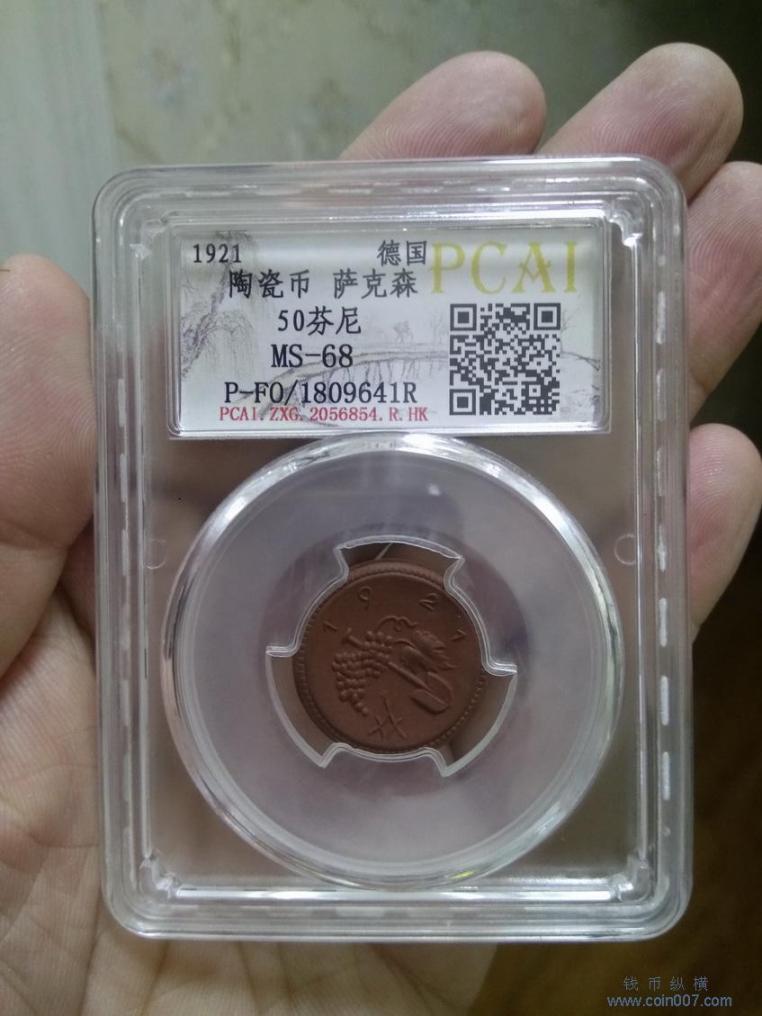 1921 德国
PCAI
陶瓷币 萨克森
50芬尼
MS-68
P-FO/1809641R
PCAI.ZXG.2056854.R.HK
1921
钱币纵横
www.coin007.com